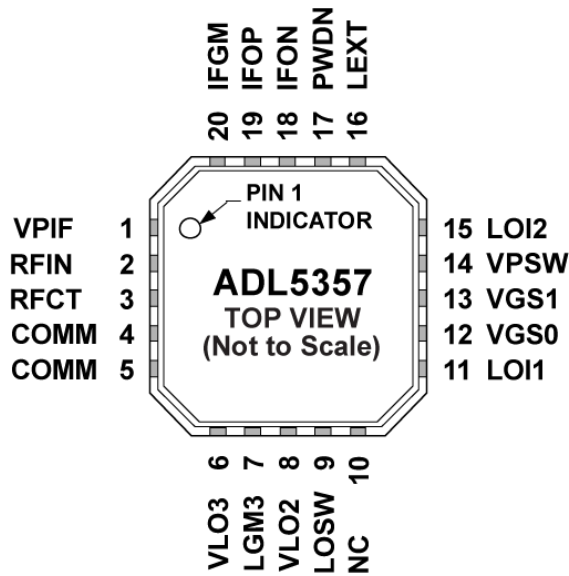 20 IFGM
19 IFOP
18 IFON
17 PWDN
16 LEXT
PIN 1
INDICATOR
VPIF 1
RFIN 2
RFCT 3
COMM 4
COMM 5
ADL5357
TOP VIEW
(Not to Scale)
15 LOI2
14 VPSW
13 VGS1
12 VGS0
11 LOI1
VLO3 6
LGM3 7
VLO2 8
LOSW 9
NC 10